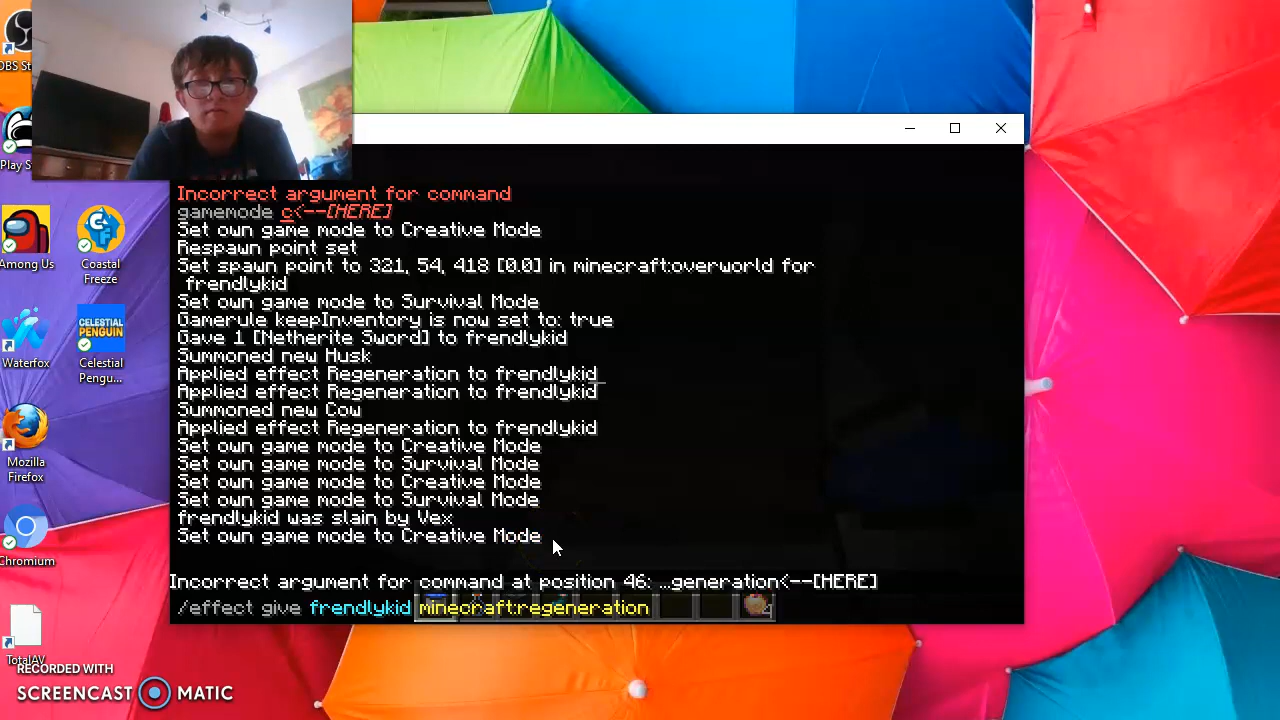 OBS St
Play S
Among Us
Coastal
Freeze
CELESTIAL
PENGUIN
Waterfox
Celestial
Pengu...
Mozilla
Firefox
Chromium
TotalAV
Incorrect argument for command
gamemode c<--[HERE]
Set own game mode to Creative Mode
Respawn point set
Set spawn point to 321, 54, 418 [0.0] in minecraft:overworld for
frendlykid
Set own game mode to Survival Mode
Gamerule keepInventory is now set to: true
Gave 1 [Netherite Sword] to frendlykid
Summoned new Husk
Applied effect Regeneration to frendlykid
Applied effect Regeneration to frendlykid
Summoned new Cow
Applied effect Regeneration to frendlykid
Set own game mode to Creative Mode
Set own game mode to Survival Mode
Set own game mode to Creative Mode
Set own game mode to Survival Mode
frendlykid was slain by Vex
Set own game mode to Creative Mode
Incorrect argument for command at position 46: ...generation<--[HERE]
/effect give frendlykid minecraft:regeneration
4
RECORDED WITH
SCREENCAST MATIC